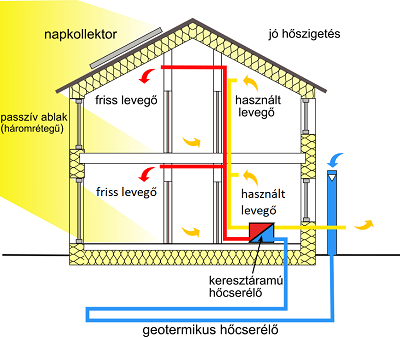 napkollektor
jó hőszigetés
passzív ablak
(háromrétegű)
friss levegő
használt
levegő
friss levegő
használt
levegő
keresztáramú
hőcserélő
geotermikus hőcserélő